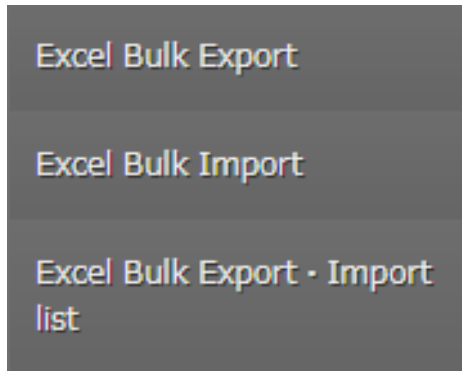 Excel Bulk Export
Excel Bulk Import
Excel Bulk Export - Import
list